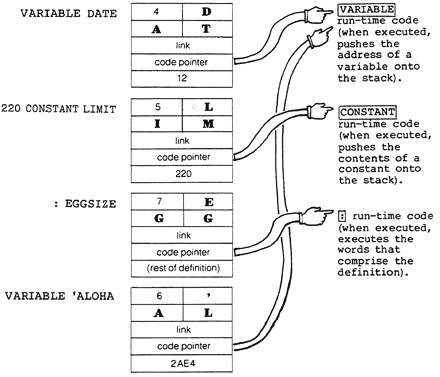 VARIABLE DATE
4 D
A T
link
code pointer
12
VARIABLE
run-time code
(when executed,
pushes the
address of a
variable onto
the stack).
220 CONSTANT LIMIT
5 L
I M
link
code pointer
220
CONSTANT
run-time code
(when executed,
pushes the
contents of a
constant onto
the stack).
: EGGSIZE
7 E
G G
link
code pointer
(rest of definition)
: run-time code
(when executed,
executes the
words that
comprise the
definition).
VARIABLE 'ALOHA
6 '
A L
link
code pointer
2AE4